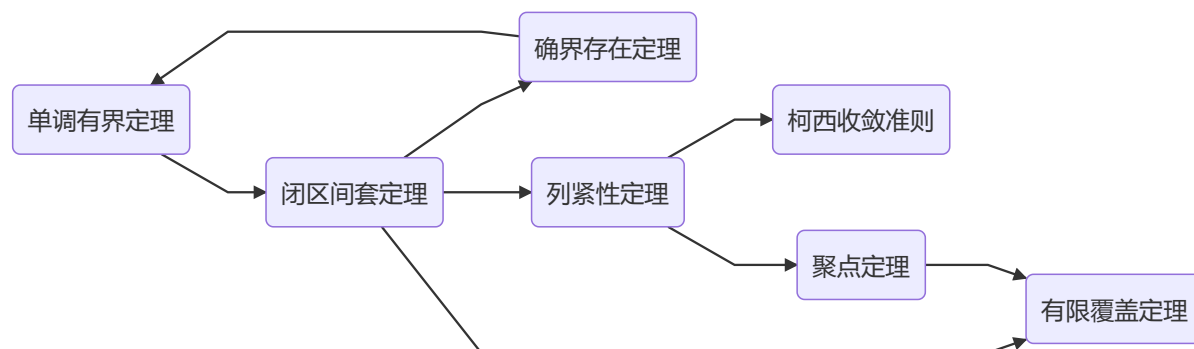 确界存在定理
单调有界定理
柯西收敛准则
闭区间套定理
列紧性定理
聚点定理
有限覆盖定理